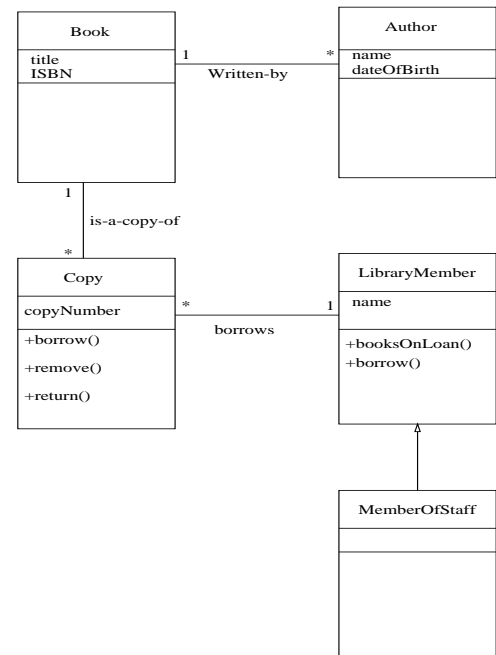 Book
title
ISBN
1
*
Written-by
Author
name
dateOfBirth
1
is-a-copy-of
*
Copy
copyNumber
+borrow()
+remove()
+return()
*
1
borrows
LibraryMember
name
+booksOnLoan()
+borrow()
MemberOfStaff